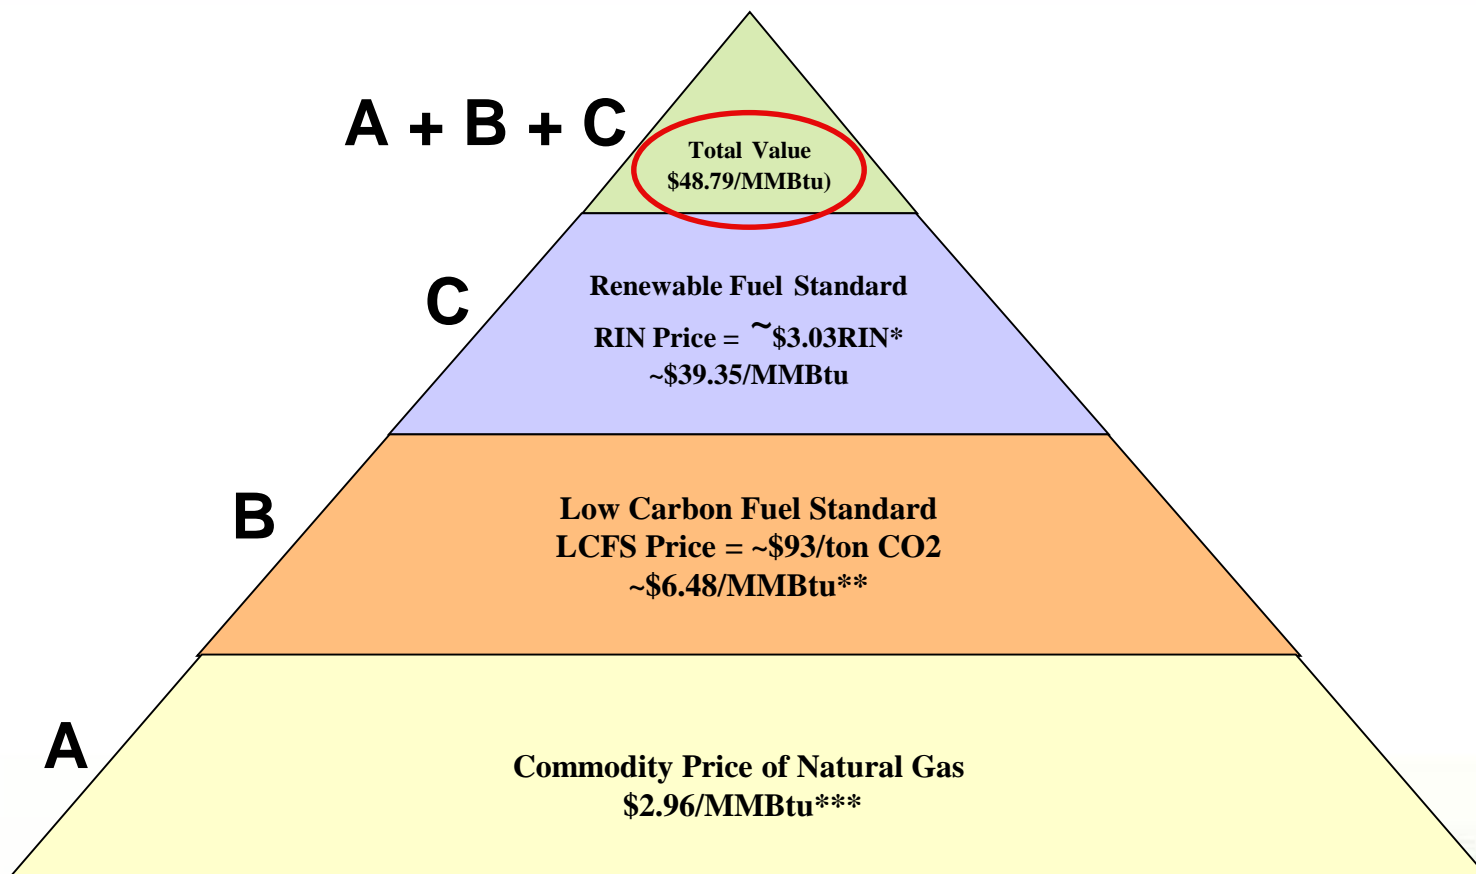 A + B + C
Total Value
$48.79/MMBtu)
C
Renewable Fuel Standard
RIN Price = ~$3.03RIN*
~$39.35/MMBtu
B
Low Carbon Fuel Standard
LCFS Price = ~$93/ton CO2
~$6.48/MMBtu**
A
Commodity Price of Natural Gas
$2.96/MMBtu***